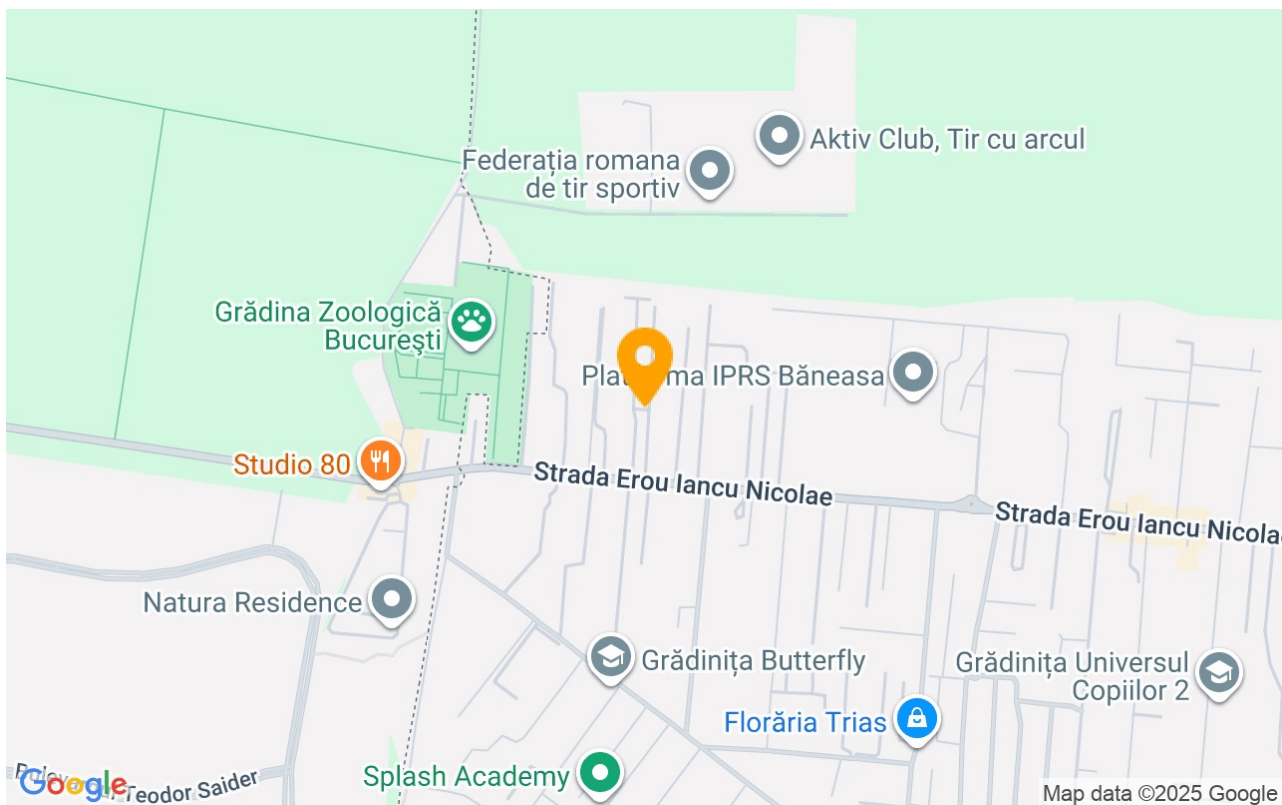 Aktiv Club, Tir cu arcul
Federația romana
de tir sportiv
Grădina Zoologică
București
IPRS Băneasa
Studio 80
Strada Erou Iancu Nicolae
Strada Erou Iancu
Natura Residence
Grădinița Butterfly
Grădinița Universul
Copiilor 2
Florăria Trias
Splash Academy
Teodor Saider
Google
Map data ©2025 Google